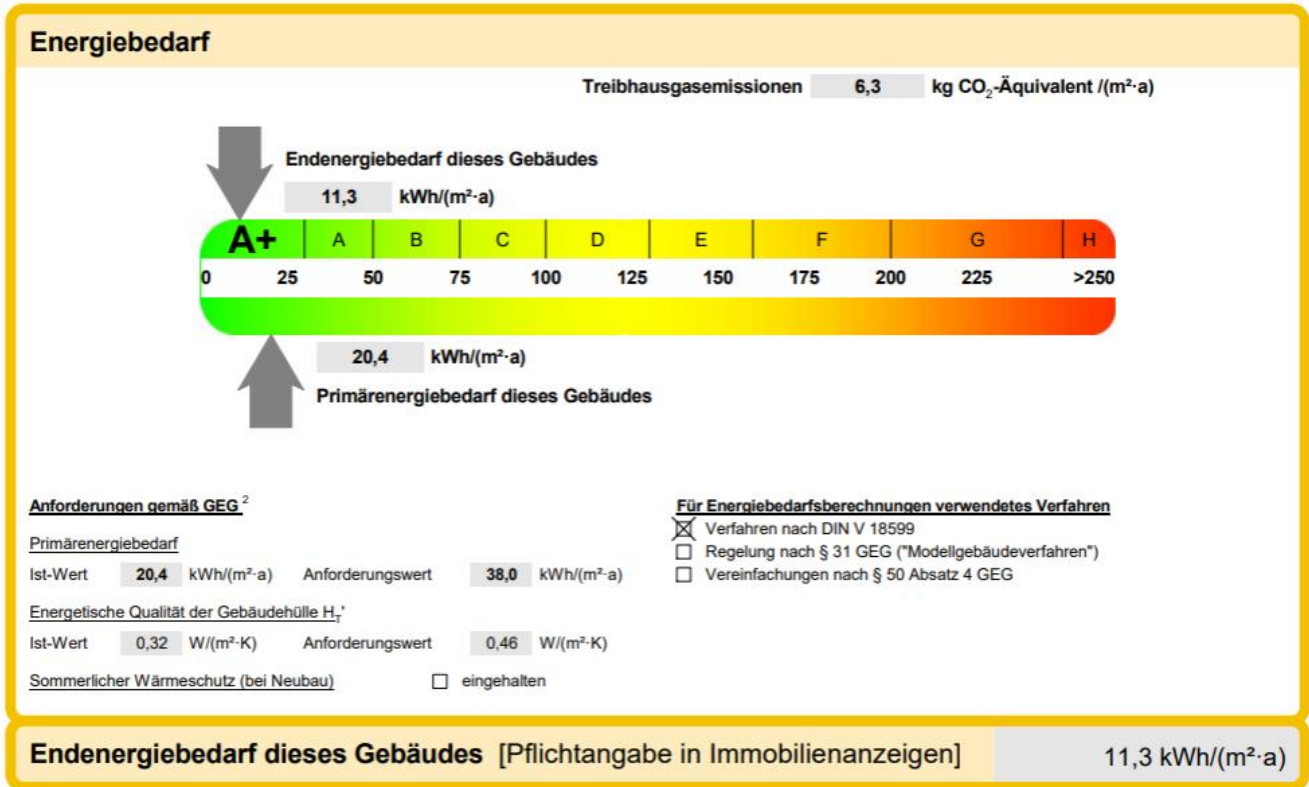 Energiebedarf
Treibhausgasemissionen 6,3 kg CO₂-Äquivalent /(m²·a)
Endenergiebedarf dieses Gebäudes
11,3 kWh/(m²·a)
A+ A B C D E F G H
0 25 50 75 100 125 150 175 200 225 >250
20,4 kWh/(m²·a)
Primärenergiebedarf dieses Gebäudes
Anforderungen gemäß GEG ²
Primärenergiebedarf
Ist-Wert 20,4 kWh/(m²·a) Anforderungswert 38,0 kWh/(m²·a)
Energetische Qualität der Gebäudehülle H_T'
Ist-Wert 0,32 W/(m²·K) Anforderungswert 0,46 W/(m²·K)
Sommerlicher Wärmeschutz (bei Neubau) ☐ eingehalten
Für Energiebedarfsberechnungen verwendetes Verfahren
☒ Verfahren nach DIN V 18599
☐ Regelung nach § 31 GEG ("Modellgebäudeverfahren")
☐ Vereinfachungen nach § 50 Absatz 4 GEG
Endenergiebedarf dieses Gebäudes [Pflichtangabe in Immobilienanzeigen] 11,3 kWh/(m²·a)